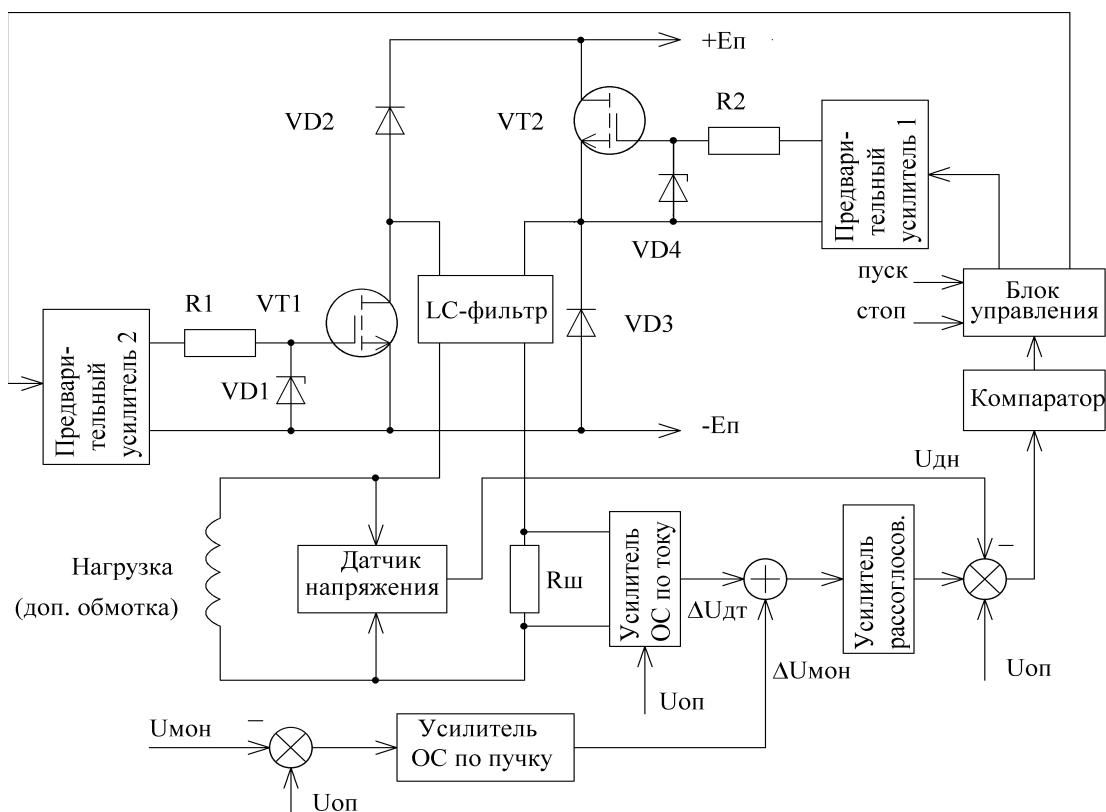 +Eп
VD2
VT2
R2
Предвари-
тельный
усилитель 1
VD4
пуск
стоп
Блок
управления
R1
VT1
LC-фильтр
VD3
Предвари-
тельный
усилитель 2
VD1
Компаратор
-Eп
Uдн
Нагрузка
(доп. обмотка)
Датчик
напряжения
Rш
Усилитель
ОС по току
ΔUдт
Усилитель
рассоглосов.
–
Uоп
ΔUмон
Uоп
Uмон
–
Усилитель
ОС по пучку
Uоп